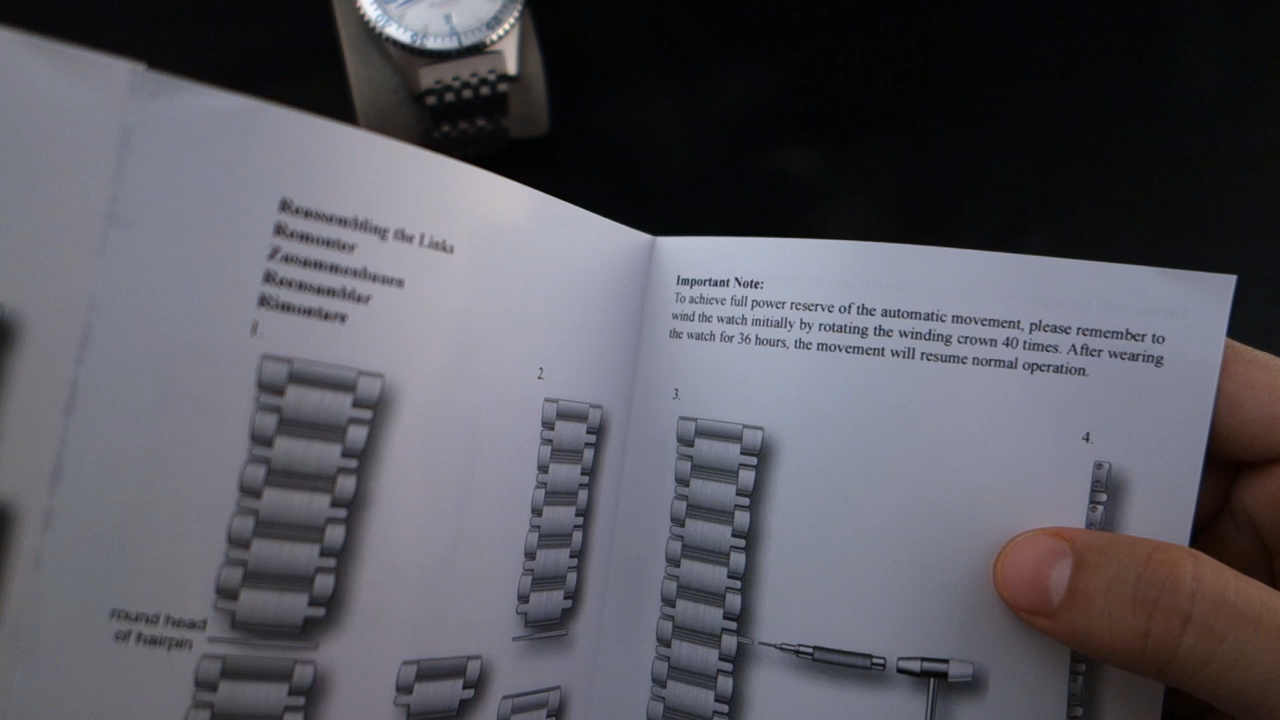 Reassembling the Links
Remonter
Zusammenbauen
Reensamblar
Rimontare
1.
2.
round head
of hairpin
Important Note:
To achieve full power reserve of the automatic movement, please remember to
wind the watch initially by rotating the winding crown 40 times. After wearing
the watch for 36 hours, the movement will resume normal operation.
3.
4.